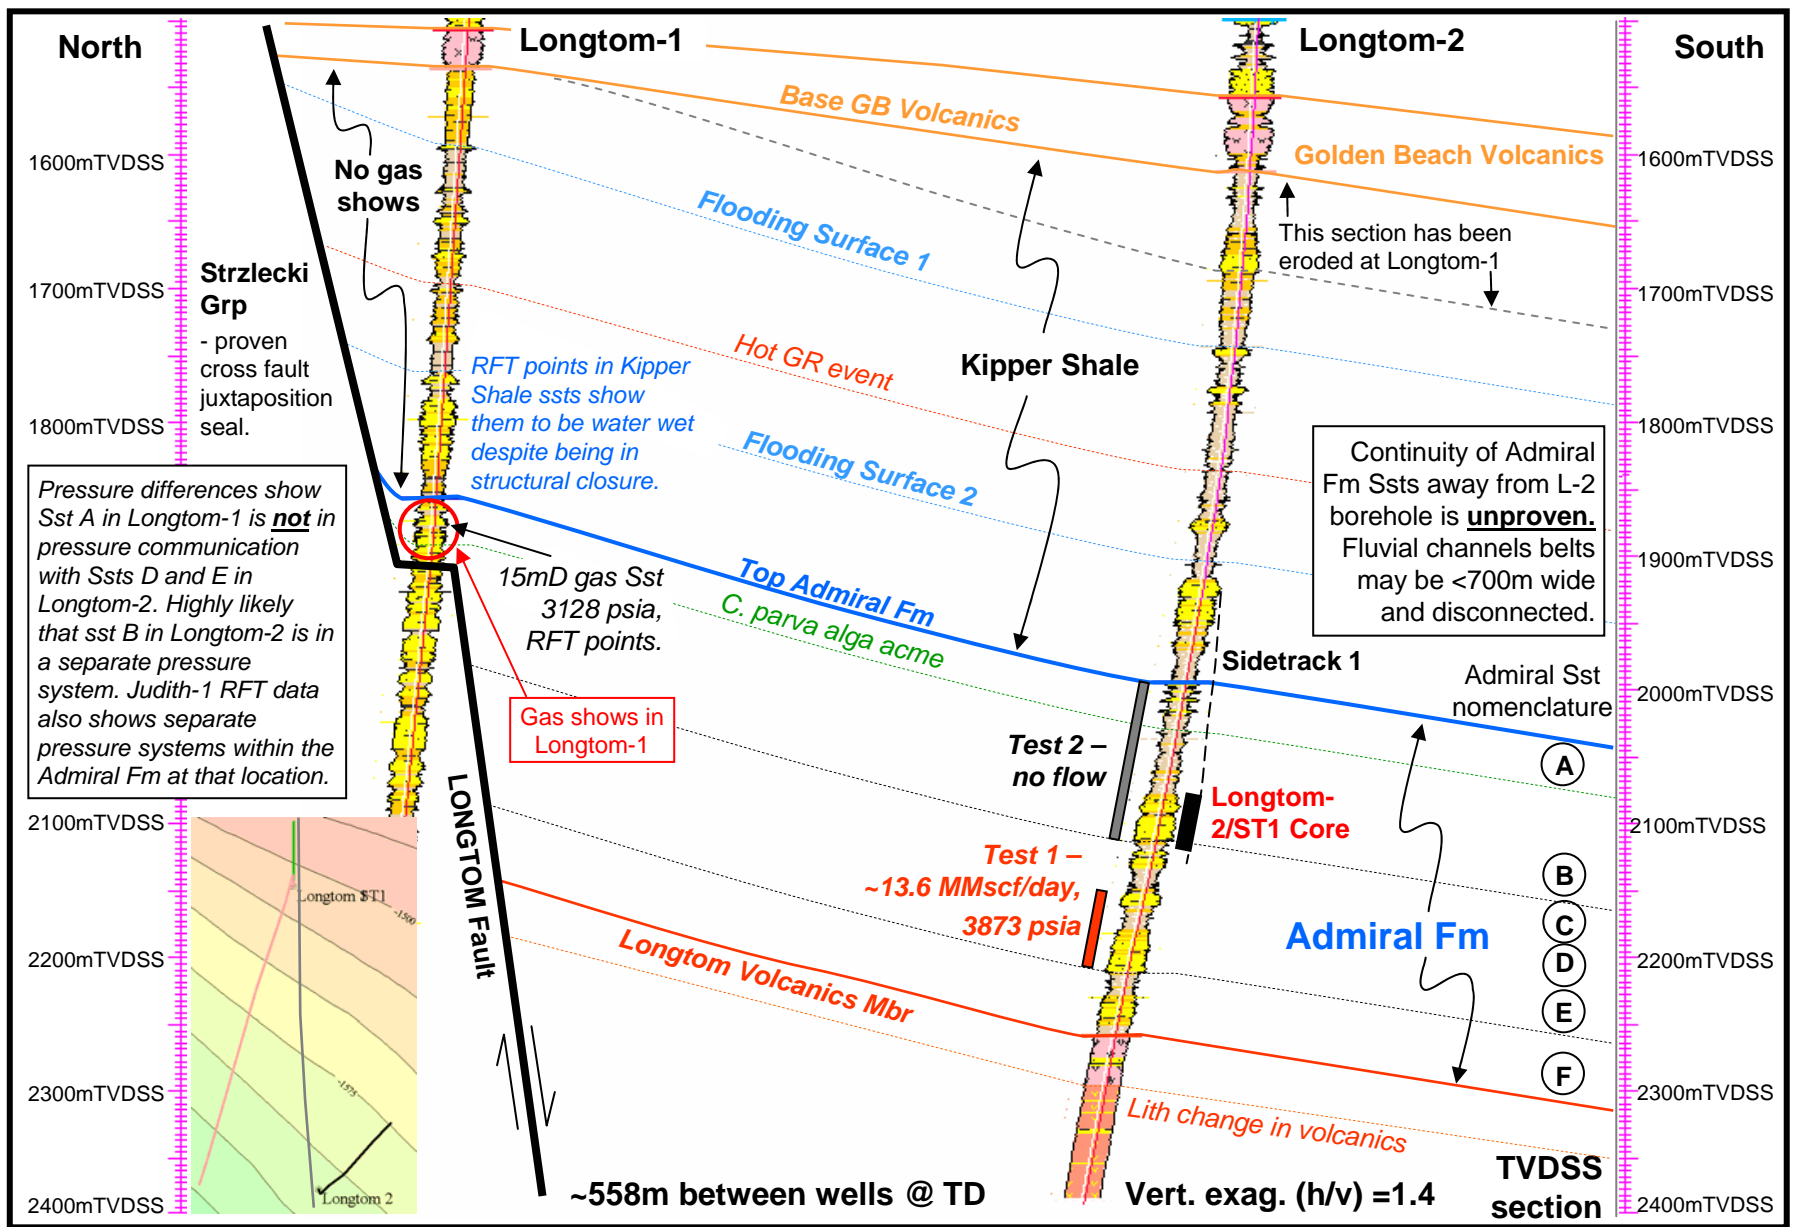 North
Longtom-1
Longtom-2
South
Base GB Volcanics
Golden Beach Volcanics
1600mTVDSS
1600mTVDSS
No gas
shows
Flooding Surface 1
This section has been
eroded at Longtom-1
Strzlecki
Grp
- proven
cross fault
juxtaposition
seal.
1700mTVDSS
1700mTVDSS
Hot GR event
Kipper Shale
RFT points in Kipper
Shale ssts show
them to be water wet
despite being in
structural closure.
1800mTVDSS
1800mTVDSS
Flooding Surface 2
Continuity of Admiral
Fm Ssts away from L-2
borehole is unproven.
Fluvial channels belts
may be <700m wide
and disconnected.
Pressure differences show
Sst A in Longtom-1 is not in
pressure communication
with Ssts D and E in
Longtom-2. Highly likely
that sst B in Longtom-2 is in
a separate pressure
system. Judith-1 RFT data
also shows separate
pressure systems within the
Admiral Fm at that location.
1900mTVDSS
15mD gas Sst
3128 psia,
RFT points.
Top Admiral Fm
C. parva alga acme
Gas shows in
Longtom-1
Sidetrack 1
Admiral Sst
nomenclature
2000mTVDSS
Test 2 –
no flow
A
Longtom-
2/ST1 Core
2100mTVDSS
2100mTVDSS
LONGTOM Fault
Test 1 –
~13.6 MMscf/day,
3873 psia
B
C
D
E
F
Admiral Fm
Longtom Volcanics Mbr
2200mTVDSS
2200mTVDSS
2300mTVDSS
2300mTVDSS
Lith change in volcanics
Longtom
ST1
-1500
-1575
Longtom 2
2400mTVDSS
2400mTVDSS
~558m between wells @ TD
Vert. exag. (h/v) =1.4
TVDSS
section